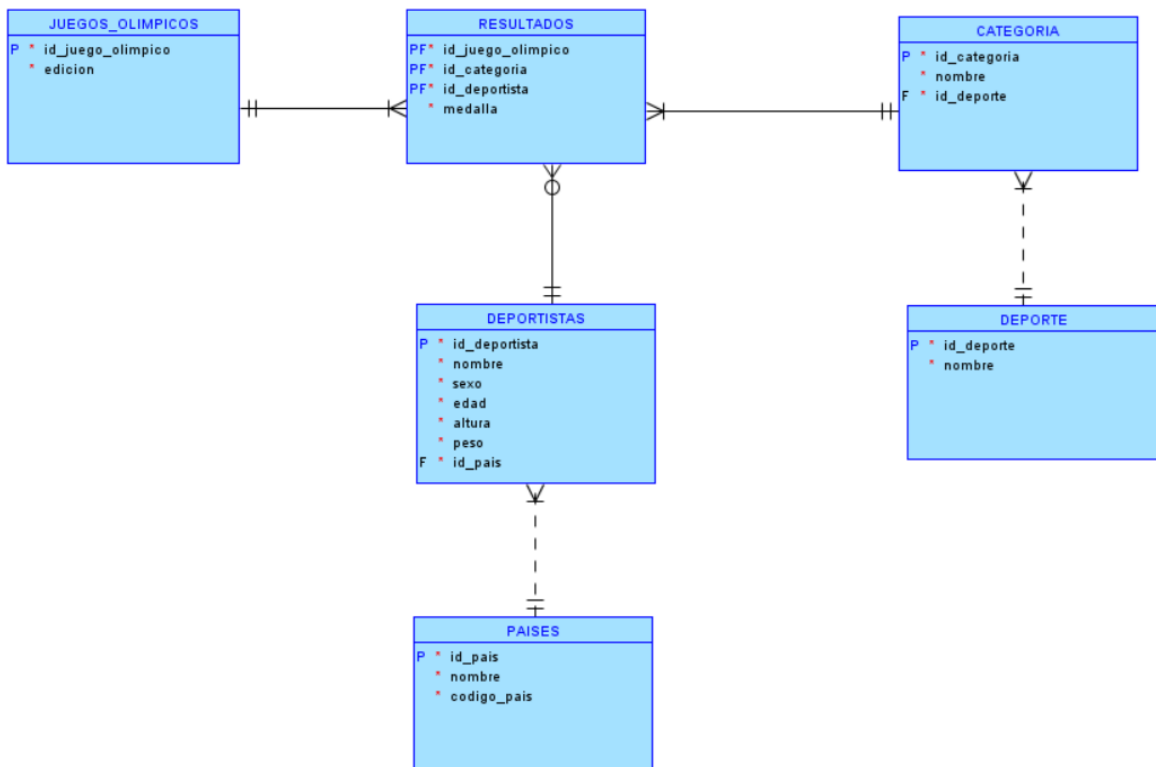 JUEGOS_OLIMPICOS
P * id_juego_olimpico
* edicion
RESULTADOS
PF* id_juego_olimpico
PF* id_categoria
PF* id_deportista
* medalla
CATEGORIA
P * id_categoria
* nombre
F * id_deporte
DEPORTISTAS
P * id_deportista
* nombre
* sexo
* edad
* altura
* peso
F * id_pais
DEPORTE
P * id_deporte
* nombre
PAISES
P * id_pais
* nombre
* codigo_pais